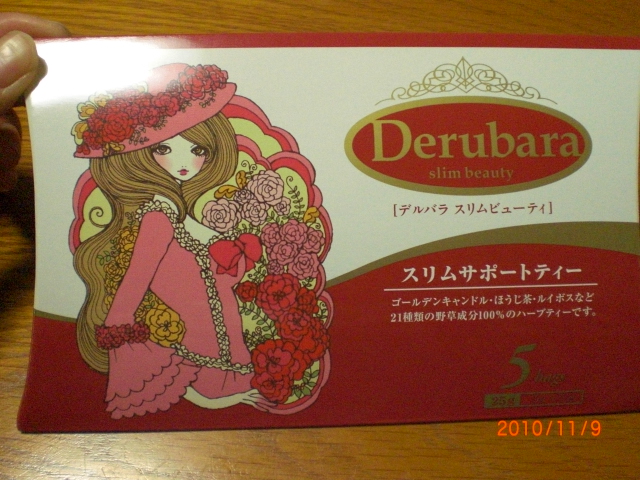 Derubara
slim beauty
[デルバラ スリムビューティ]
スリムサポートティー
ゴールデンキャンドル・ほうじ茶・ルイボスなど
21種類の野草成分100%のハーブティーです。
5 bag
2010/11/9